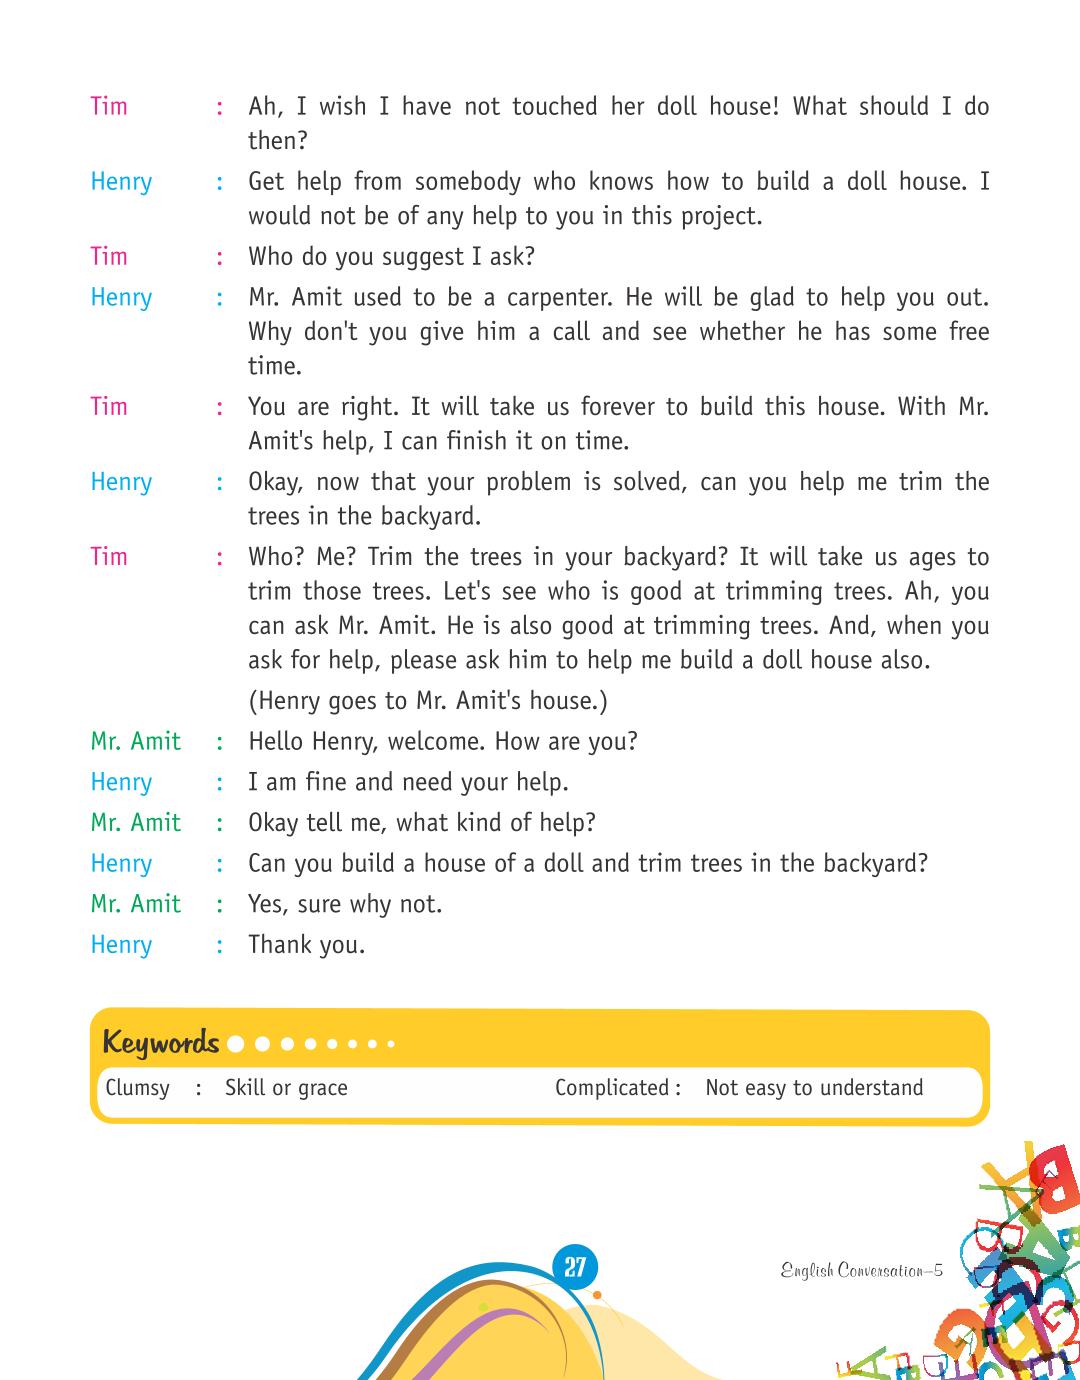 Tim : Ah, I wish I have not touched her doll house! What should I do
then?
Henry : Get help from somebody who knows how to build a doll house. I
would not be of any help to you in this project.
Tim : Who do you suggest I ask?
Henry : Mr. Amit used to be a carpenter. He will be glad to help you out.
Why don't you give him a call and see whether he has some free
time.
Tim : You are right. It will take us forever to build this house. With Mr.
Amit's help, I can finish it on time.
Henry : Okay, now that your problem is solved, can you help me trim the
trees in the backyard.
Tim : Who? Me? Trim the trees in your backyard? It will take us ages to
trim those trees. Let's see who is good at trimming trees. Ah, you
can ask Mr. Amit. He is also good at trimming trees. And, when you
ask for help, please ask him to help me build a doll house also.
(Henry goes to Mr. Amit's house.)
Mr. Amit : Hello Henry, welcome. How are you?
Henry : I am fine and need your help.
Mr. Amit : Okay tell me, what kind of help?
Henry : Can you build a house of a doll and trim trees in the backyard?
Mr. Amit : Yes, sure why not.
Henry : Thank you.
Keywords
Clumsy : Skill or grace Complicated : Not easy to understand
27
English Conversation–5